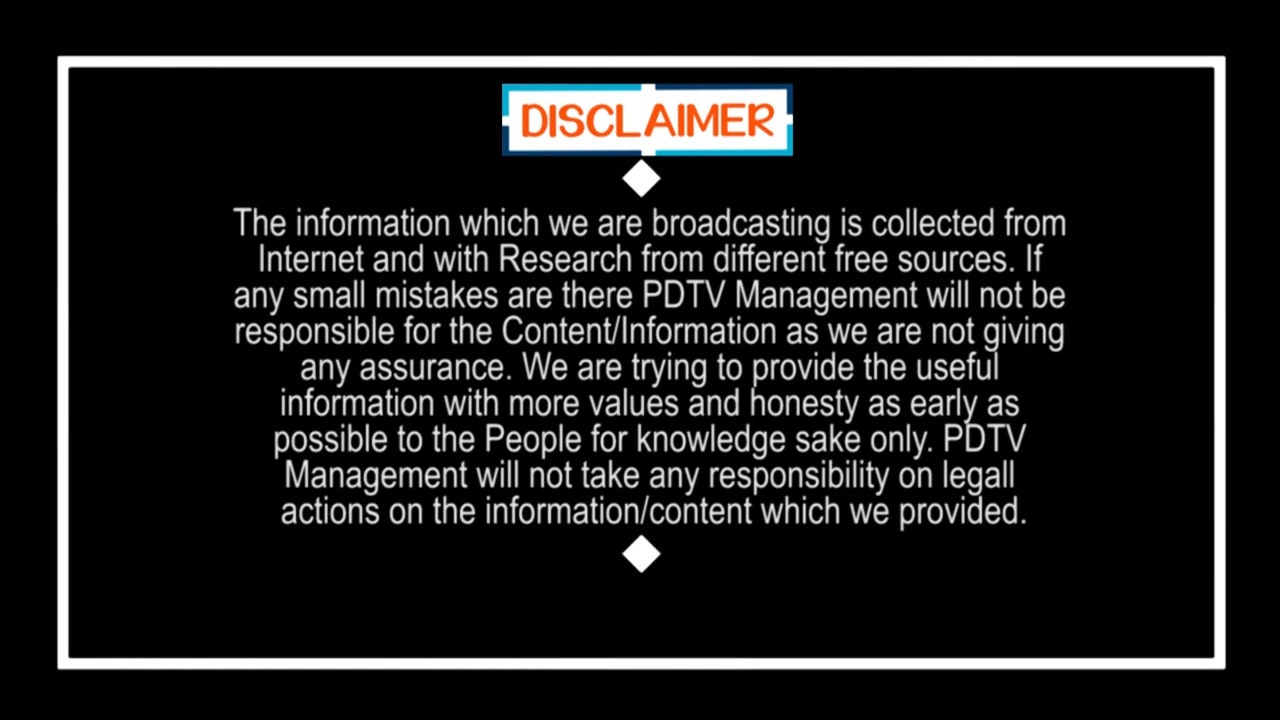 DISCLAIMER
The information which we are broadcasting is collected from
Internet and with Research from different free sources. If
any small mistakes are there PDTV Management will not be
responsible for the Content/Information as we are not giving
any assurance. We are trying to provide the useful
information with more values and honesty as early as
possible to the People for knowledge sake only. PDTV
Management will not take any responsibility on legall
actions on the information/content which we provided.